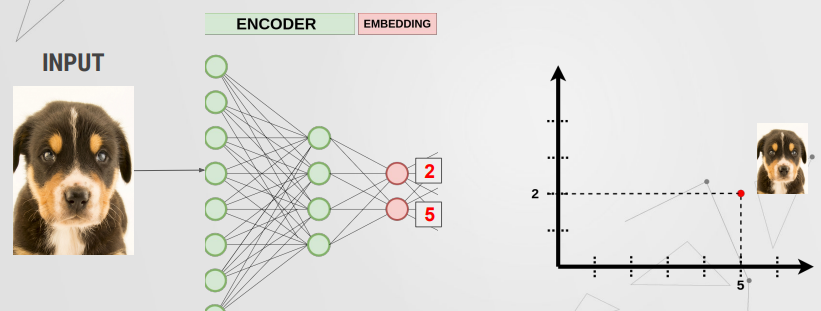 ENCODER
EMBEDDING
INPUT
2
5
2
5